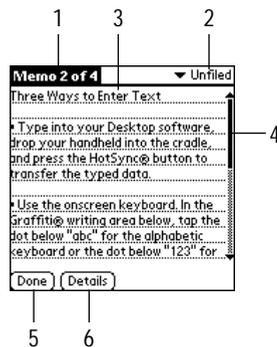 1 3 2
Memo 2 of 4 Unfiled
Three Ways to Enter Text
• Type into your Desktop software,
drop your handheld into the cradle,
and press the HotSync® button to
transfer the typed data.
4
• Use the onscreen keyboard. In the
Graffiti® writing area below, tap the
dot below "abc" for the alphabetic
keyboard or the dot below "123" for
Done Details
5 6